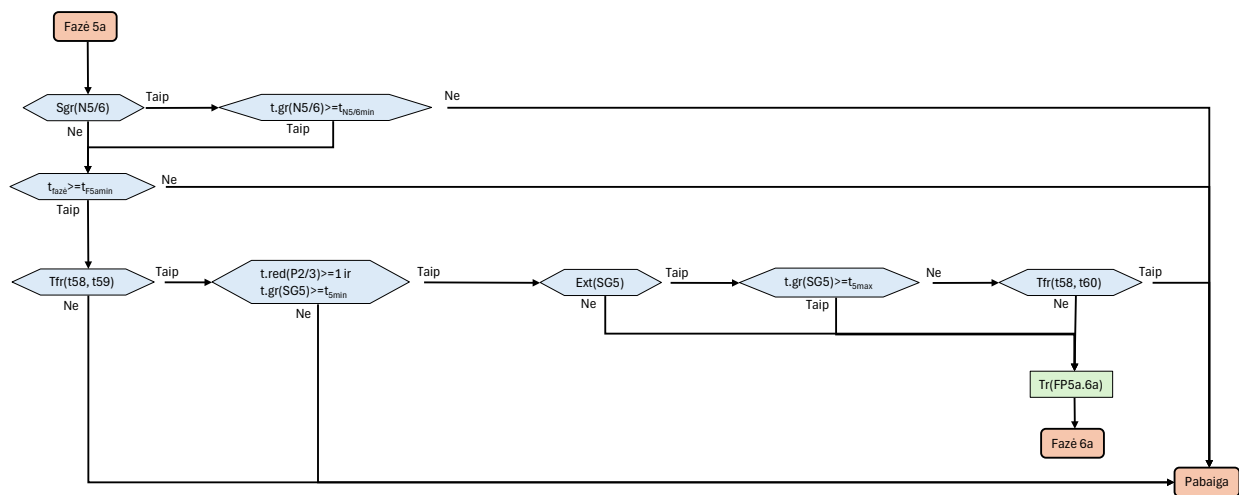 Fazė 5a
Sgr(N5/6)
Taip
t.gr(N5/6)>=tN5/6min
Ne
Ne
Taip
tfazė>=tF5amin
Ne
Taip
Tfr(t58, t59)
Taip
t.red(P2/3)>=1 ir
t.gr(SG5)>=t5min
Taip
Ext(SG5)
Taip
t.gr(SG5)>=t5max
Ne
Tfr(t58, t60)
Taip
Ne
Ne
Ne
Taip
Ne
Tr(FP5a.6a)
Fazė 6a
Pabaiga